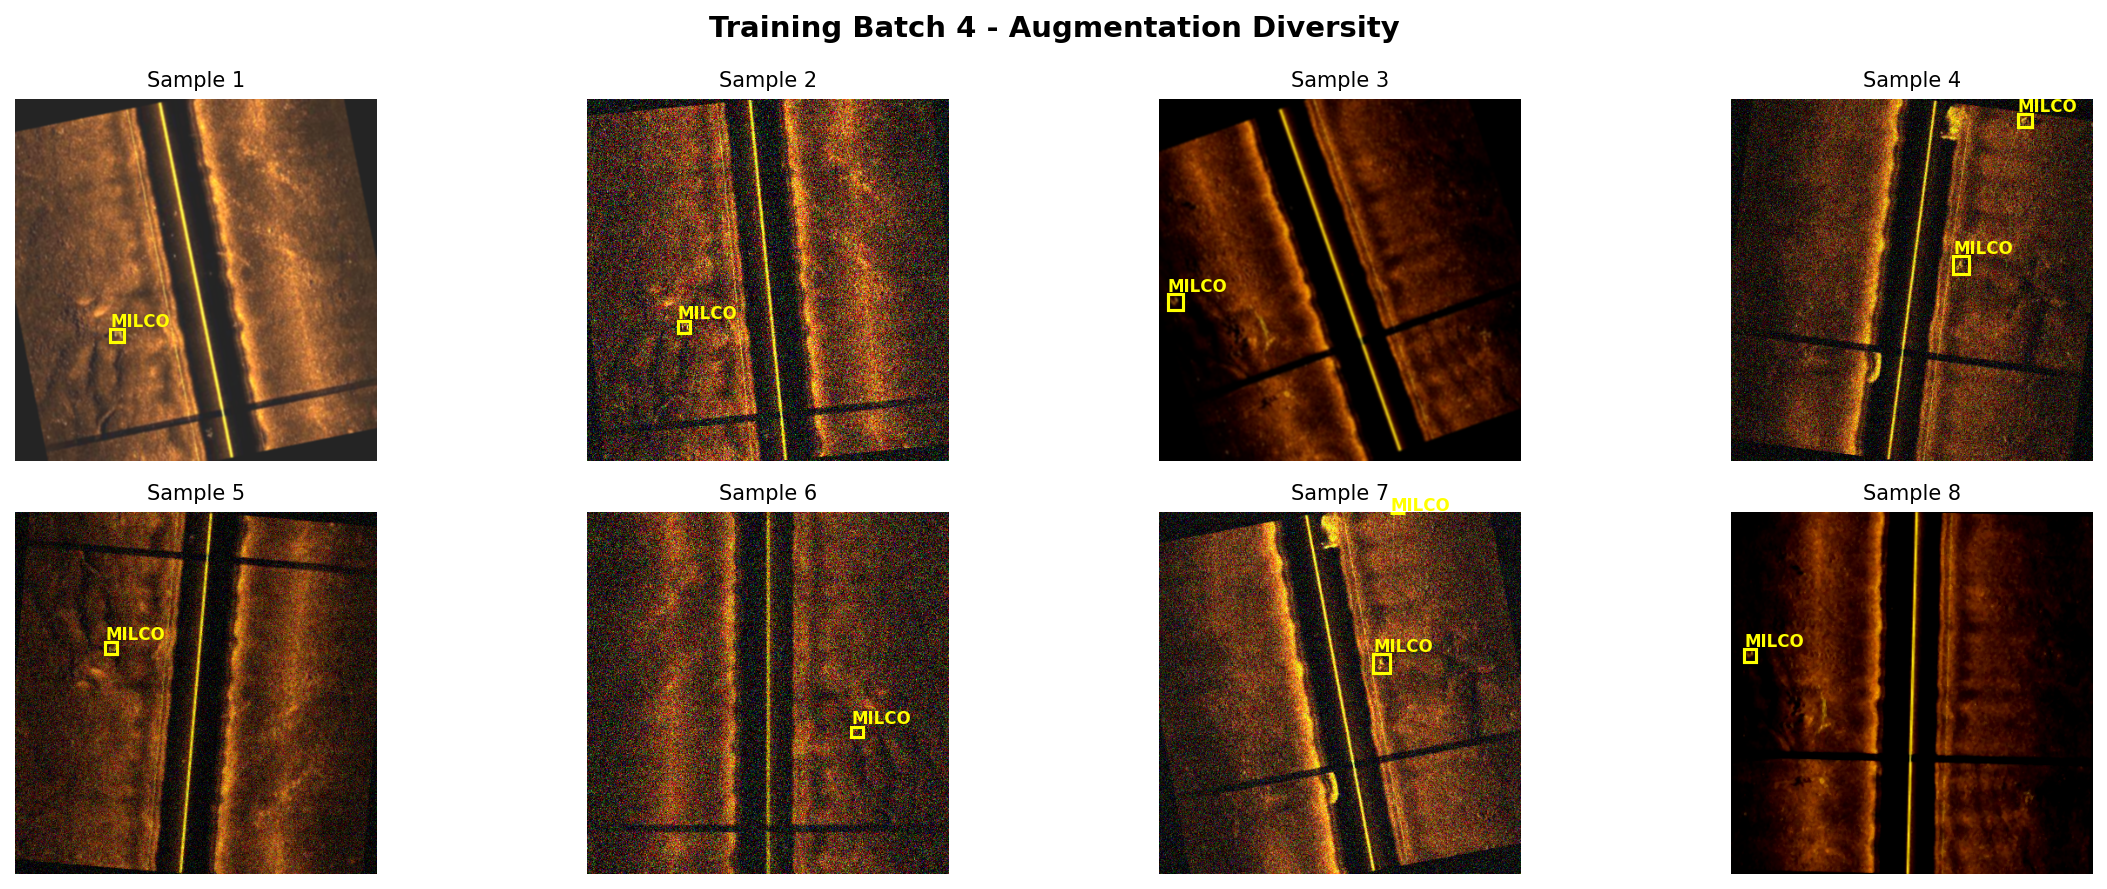 Training Batch 4 - Augmentation Diversity
Sample 1
Sample 2
Sample 3
Sample 4
MILCO
MILCO
MILCO
MILCO
MILCO
Sample 5
Sample 6
Sample 7
Sample 8
MILCO
MILCO
MILCO
MILCO
MILCO